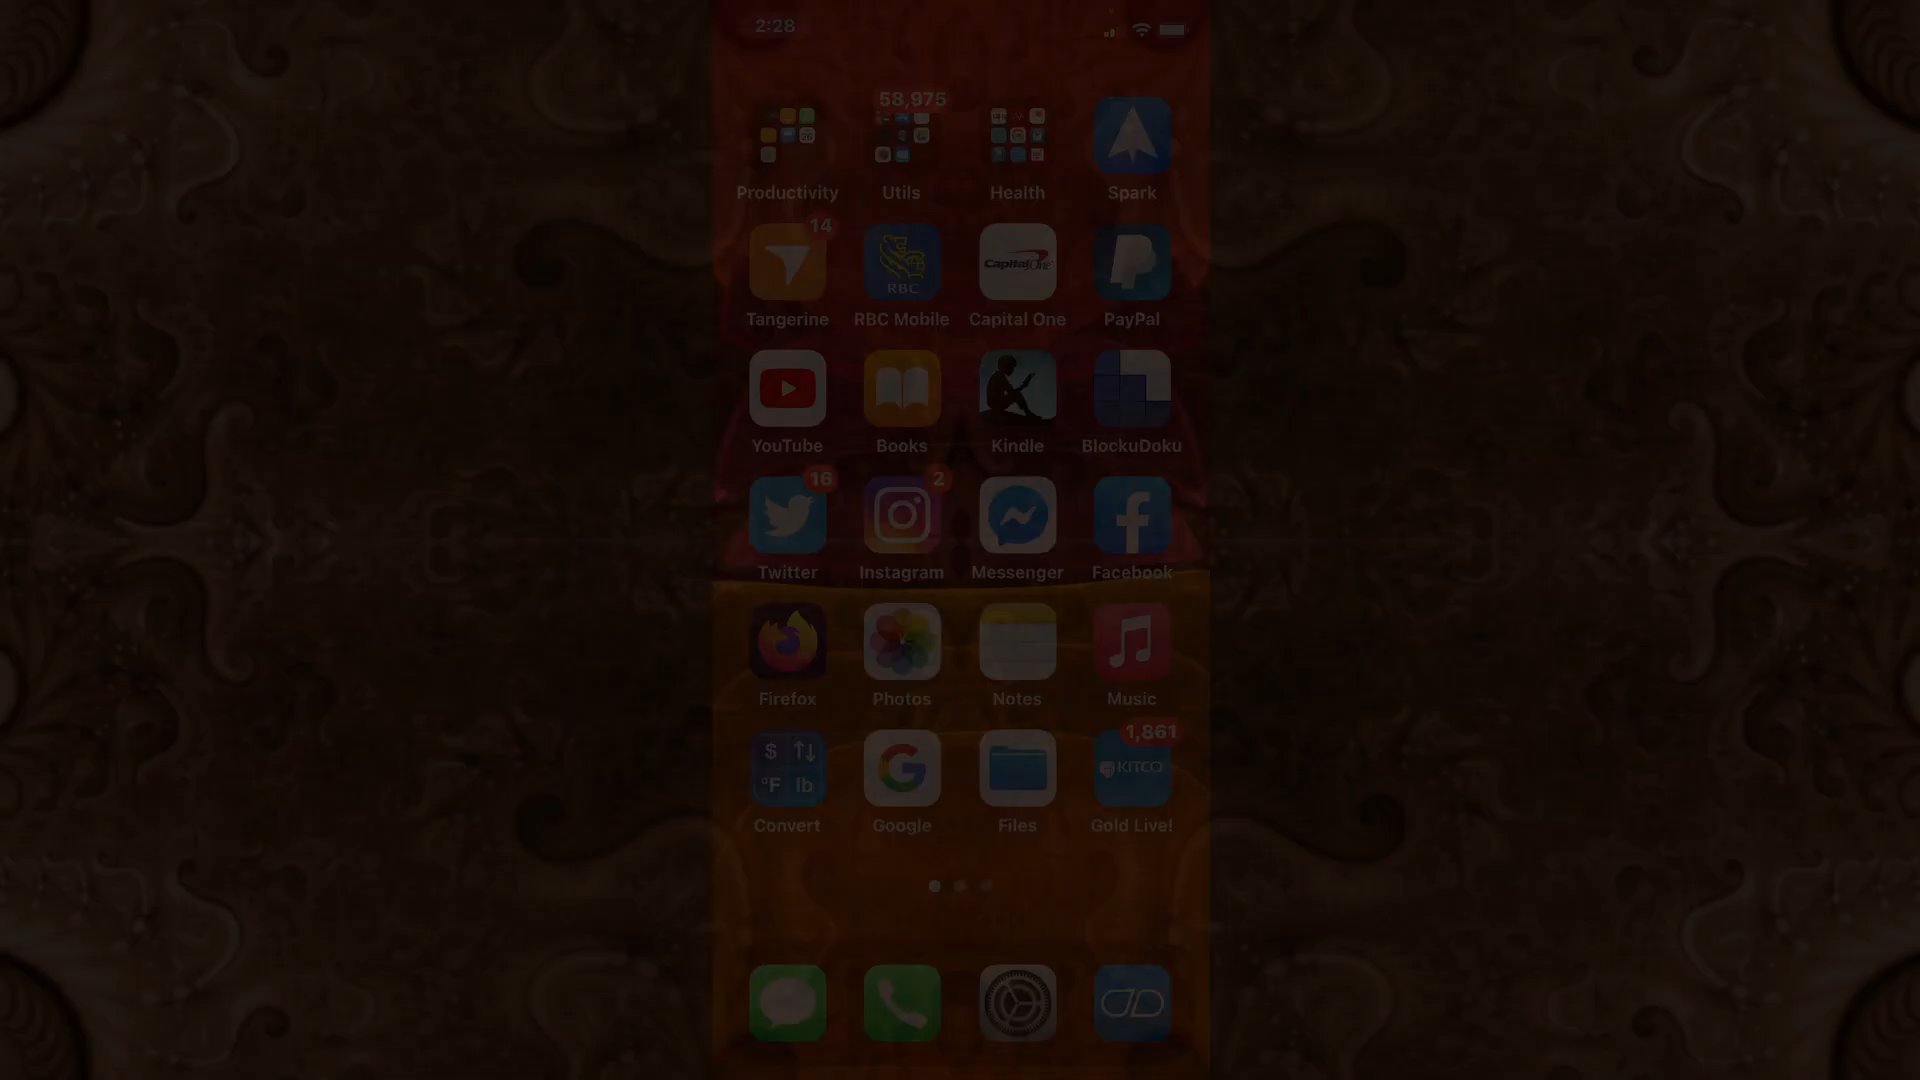 2:28
58,975
Productivity Utils Health Spark
14
RBC Capital One
Tangerine RBC Mobile Capital One PayPal
YouTube Books Kindle BlockuDoku
16 2
Twitter Instagram Messenger Facebook
Firefox Photos Notes Music
1,861
$
KITCO
°F lb
Convert Google Files Gold Live!